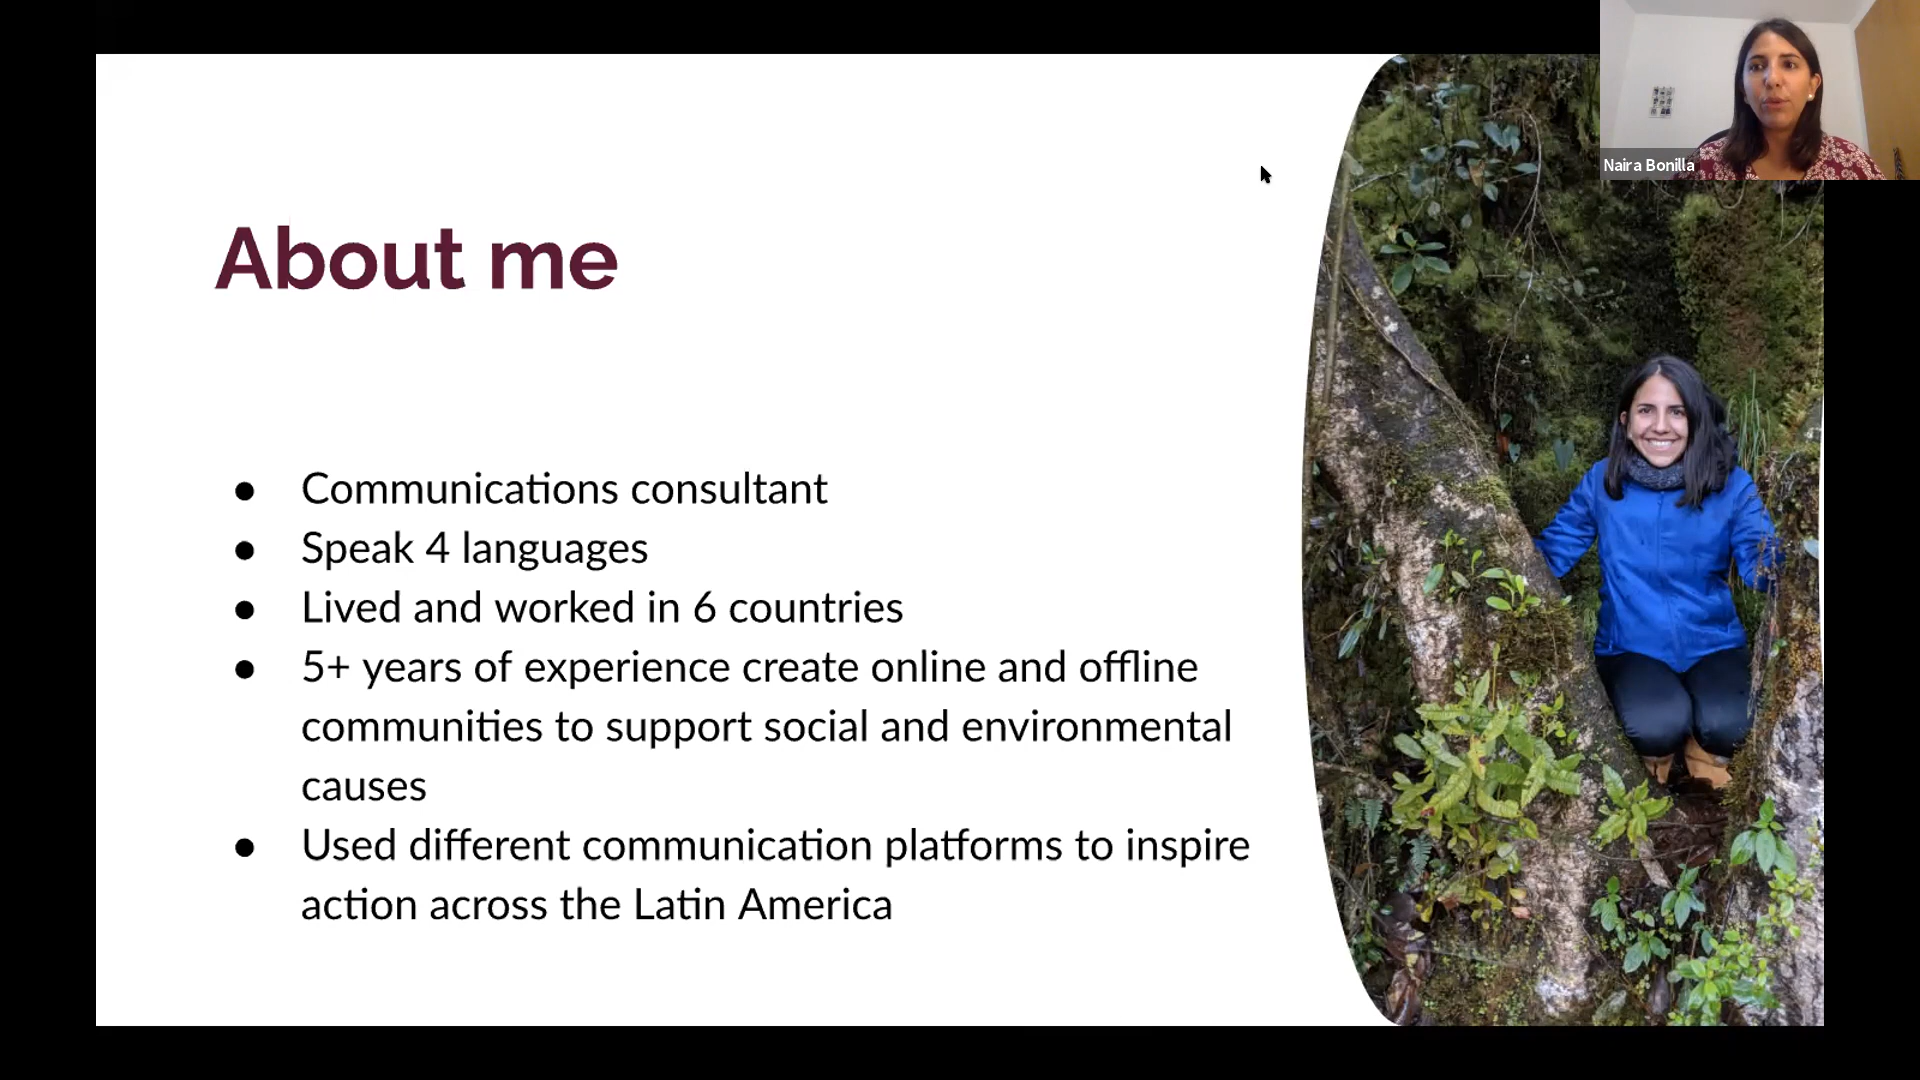 Naira Bonilla
About me
● Communications consultant
● Speak 4 languages
● Lived and worked in 6 countries
● 5+ years of experience create online and offline
communities to support social and environmental
causes
● Used different communication platforms to inspire
action across the Latin America